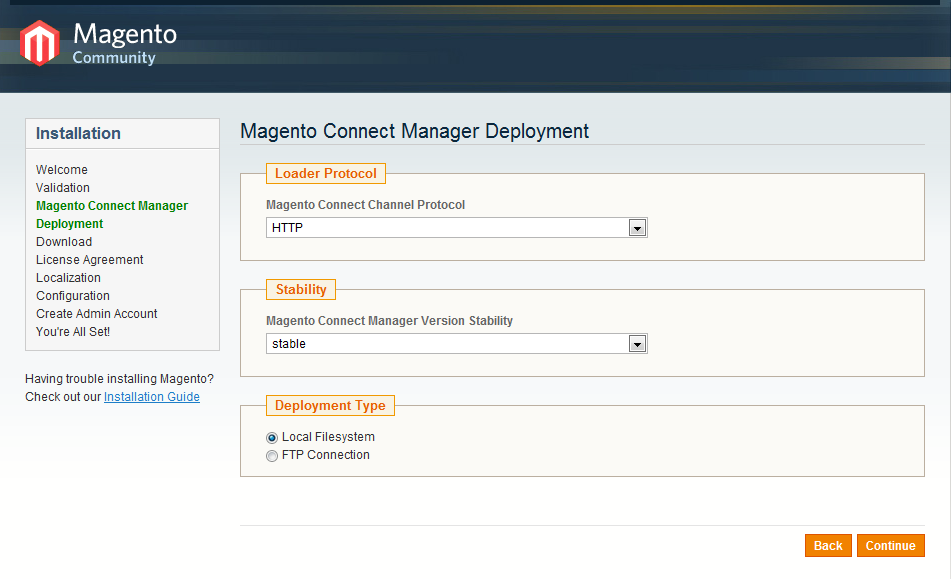 Magento
Community
Installation
Welcome
Validation
Magento Connect Manager
Deployment
Download
License Agreement
Localization
Configuration
Create Admin Account
You're All Set!
Having trouble installing Magento?
Check out our Installation Guide
Magento Connect Manager Deployment
Loader Protocol
Magento Connect Channel Protocol
HTTP
Stability
Magento Connect Manager Version Stability
stable
Deployment Type
Local Filesystem
FTP Connection
Back Continue